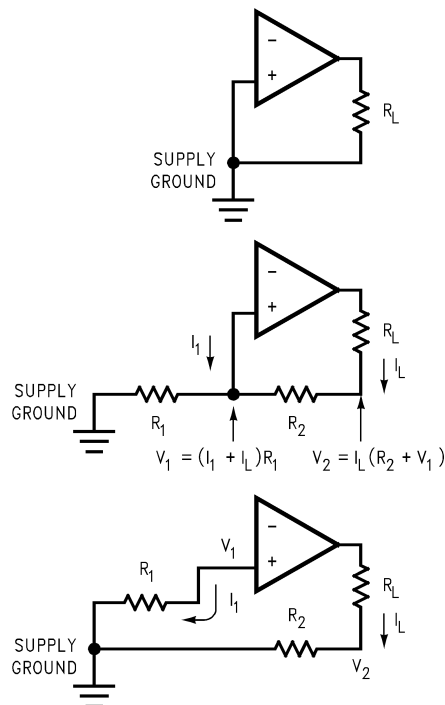 −
+
R_L
SUPPLY
GROUND
−
+
R_L
I_1
I_L
SUPPLY
GROUND
R_1
R_2
V_1 = (I_1 + I_L)R_1
V_2 = I_L(R_2 + V_1)
−
V_1
+
R_1
R_L
I_1
R_2
I_L
SUPPLY
GROUND
V_2